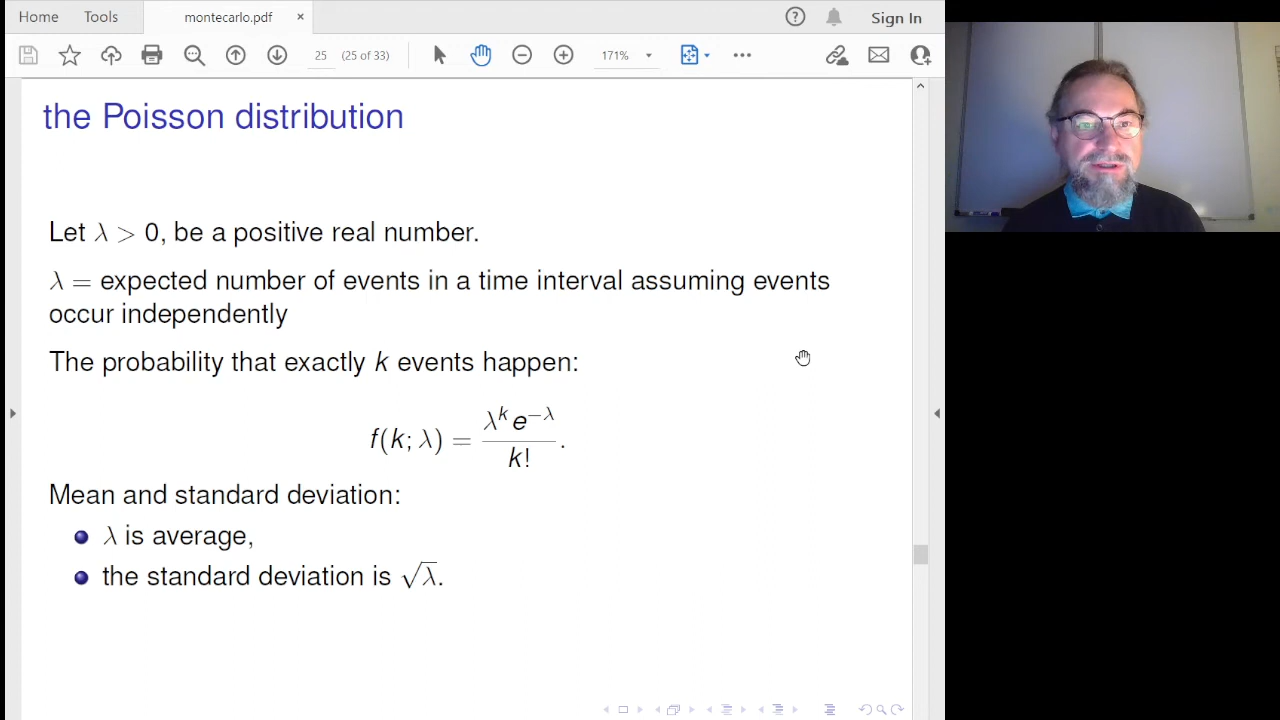 Home Tools montecarlo.pdf × ? Sign In
25 (25 of 33) 171%
the Poisson distribution
Let λ > 0, be a positive real number.
λ = expected number of events in a time interval assuming events
occur independently
The probability that exactly k events happen:
f(k; λ) = λ^k e^{-λ} / k! .
Mean and standard deviation:
λ is average,
the standard deviation is √λ.